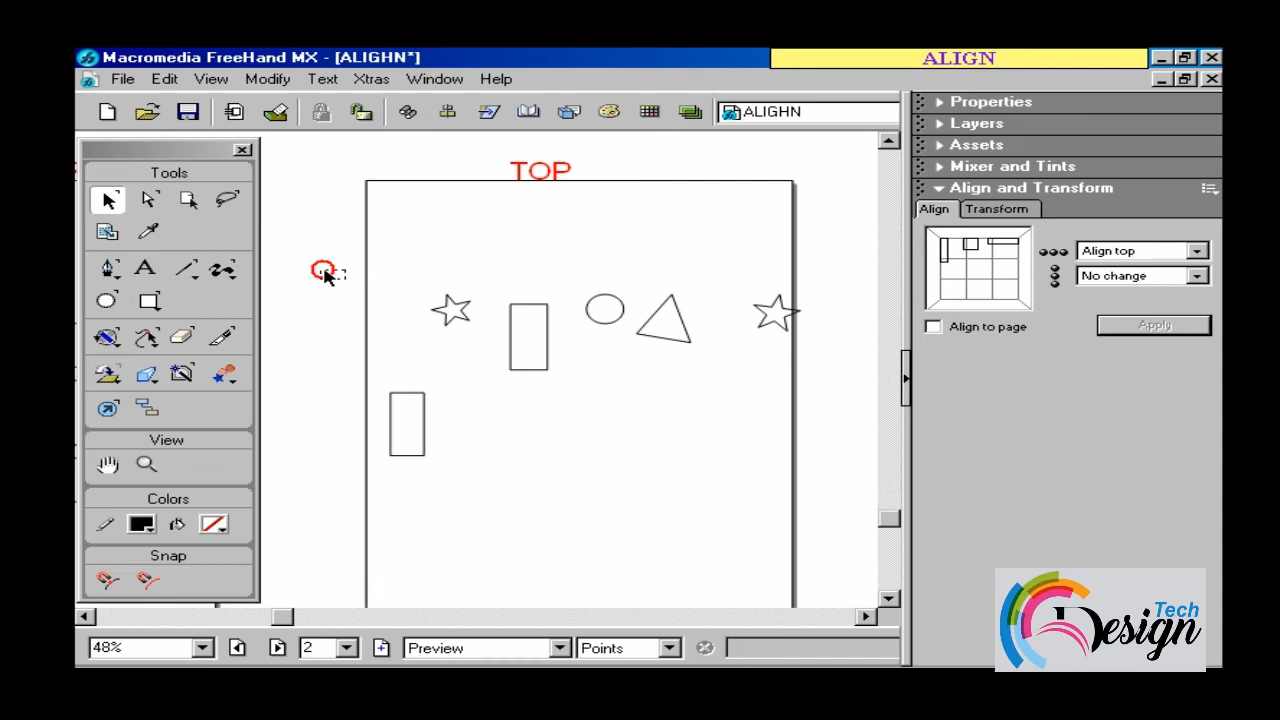 Macromedia FreeHand MX - [ALIGHN*]
ALIGN
File Edit View Modify Text Xtras Window Help
ALIGHN
Properties
Layers
Assets
Mixer and Tints
Align and Transform
Align Transform
Align top
No change
Align to page
Apply
Tools
TOP
View
Colors
Snap
48%
2
Preview
Points
Design Tech